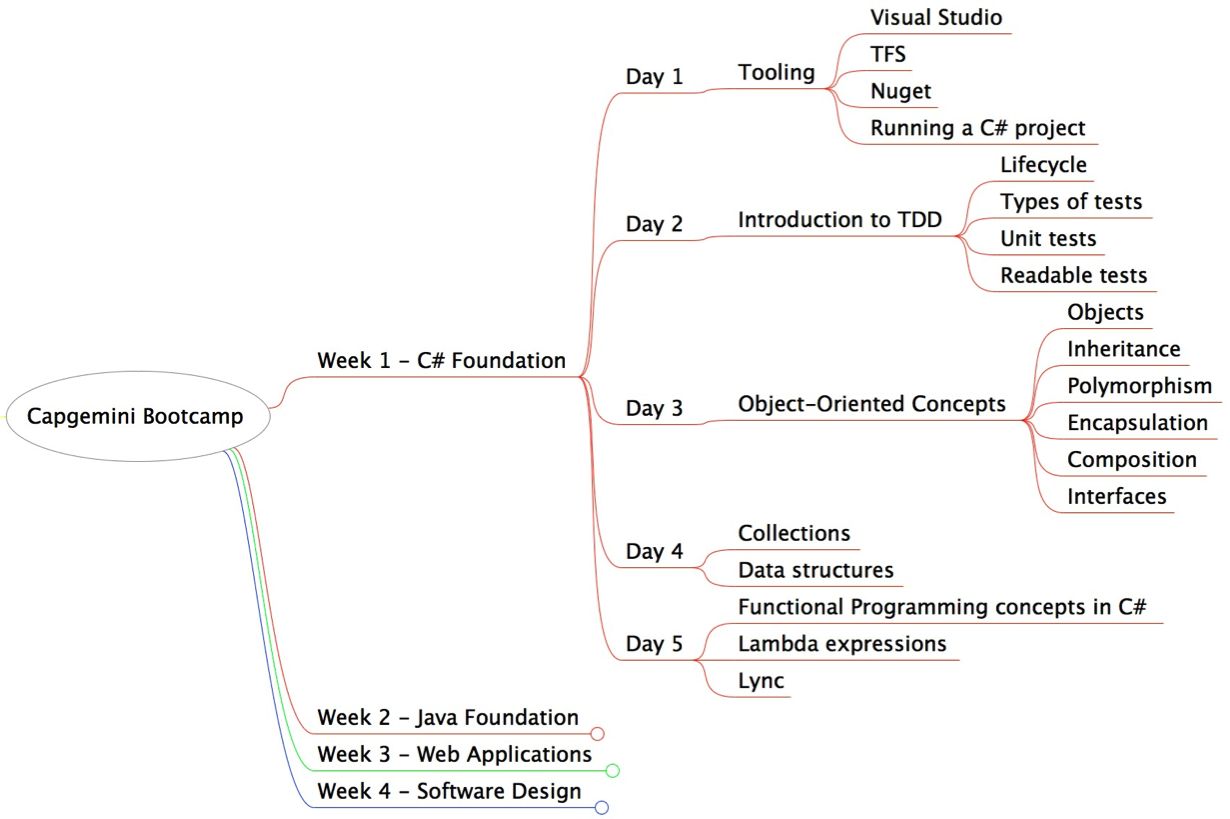 Capgemini Bootcamp
Week 1 – C# Foundation
Day 1
Tooling
Visual Studio
TFS
Nuget
Running a C# project
Day 2
Introduction to TDD
Lifecycle
Types of tests
Unit tests
Readable tests
Day 3
Object-Oriented Concepts
Objects
Inheritance
Polymorphism
Encapsulation
Composition
Interfaces
Day 4
Collections
Data structures
Day 5
Functional Programming concepts in C#
Lambda expressions
Lync
Week 2 – Java Foundation
Week 3 – Web Applications
Week 4 – Software Design